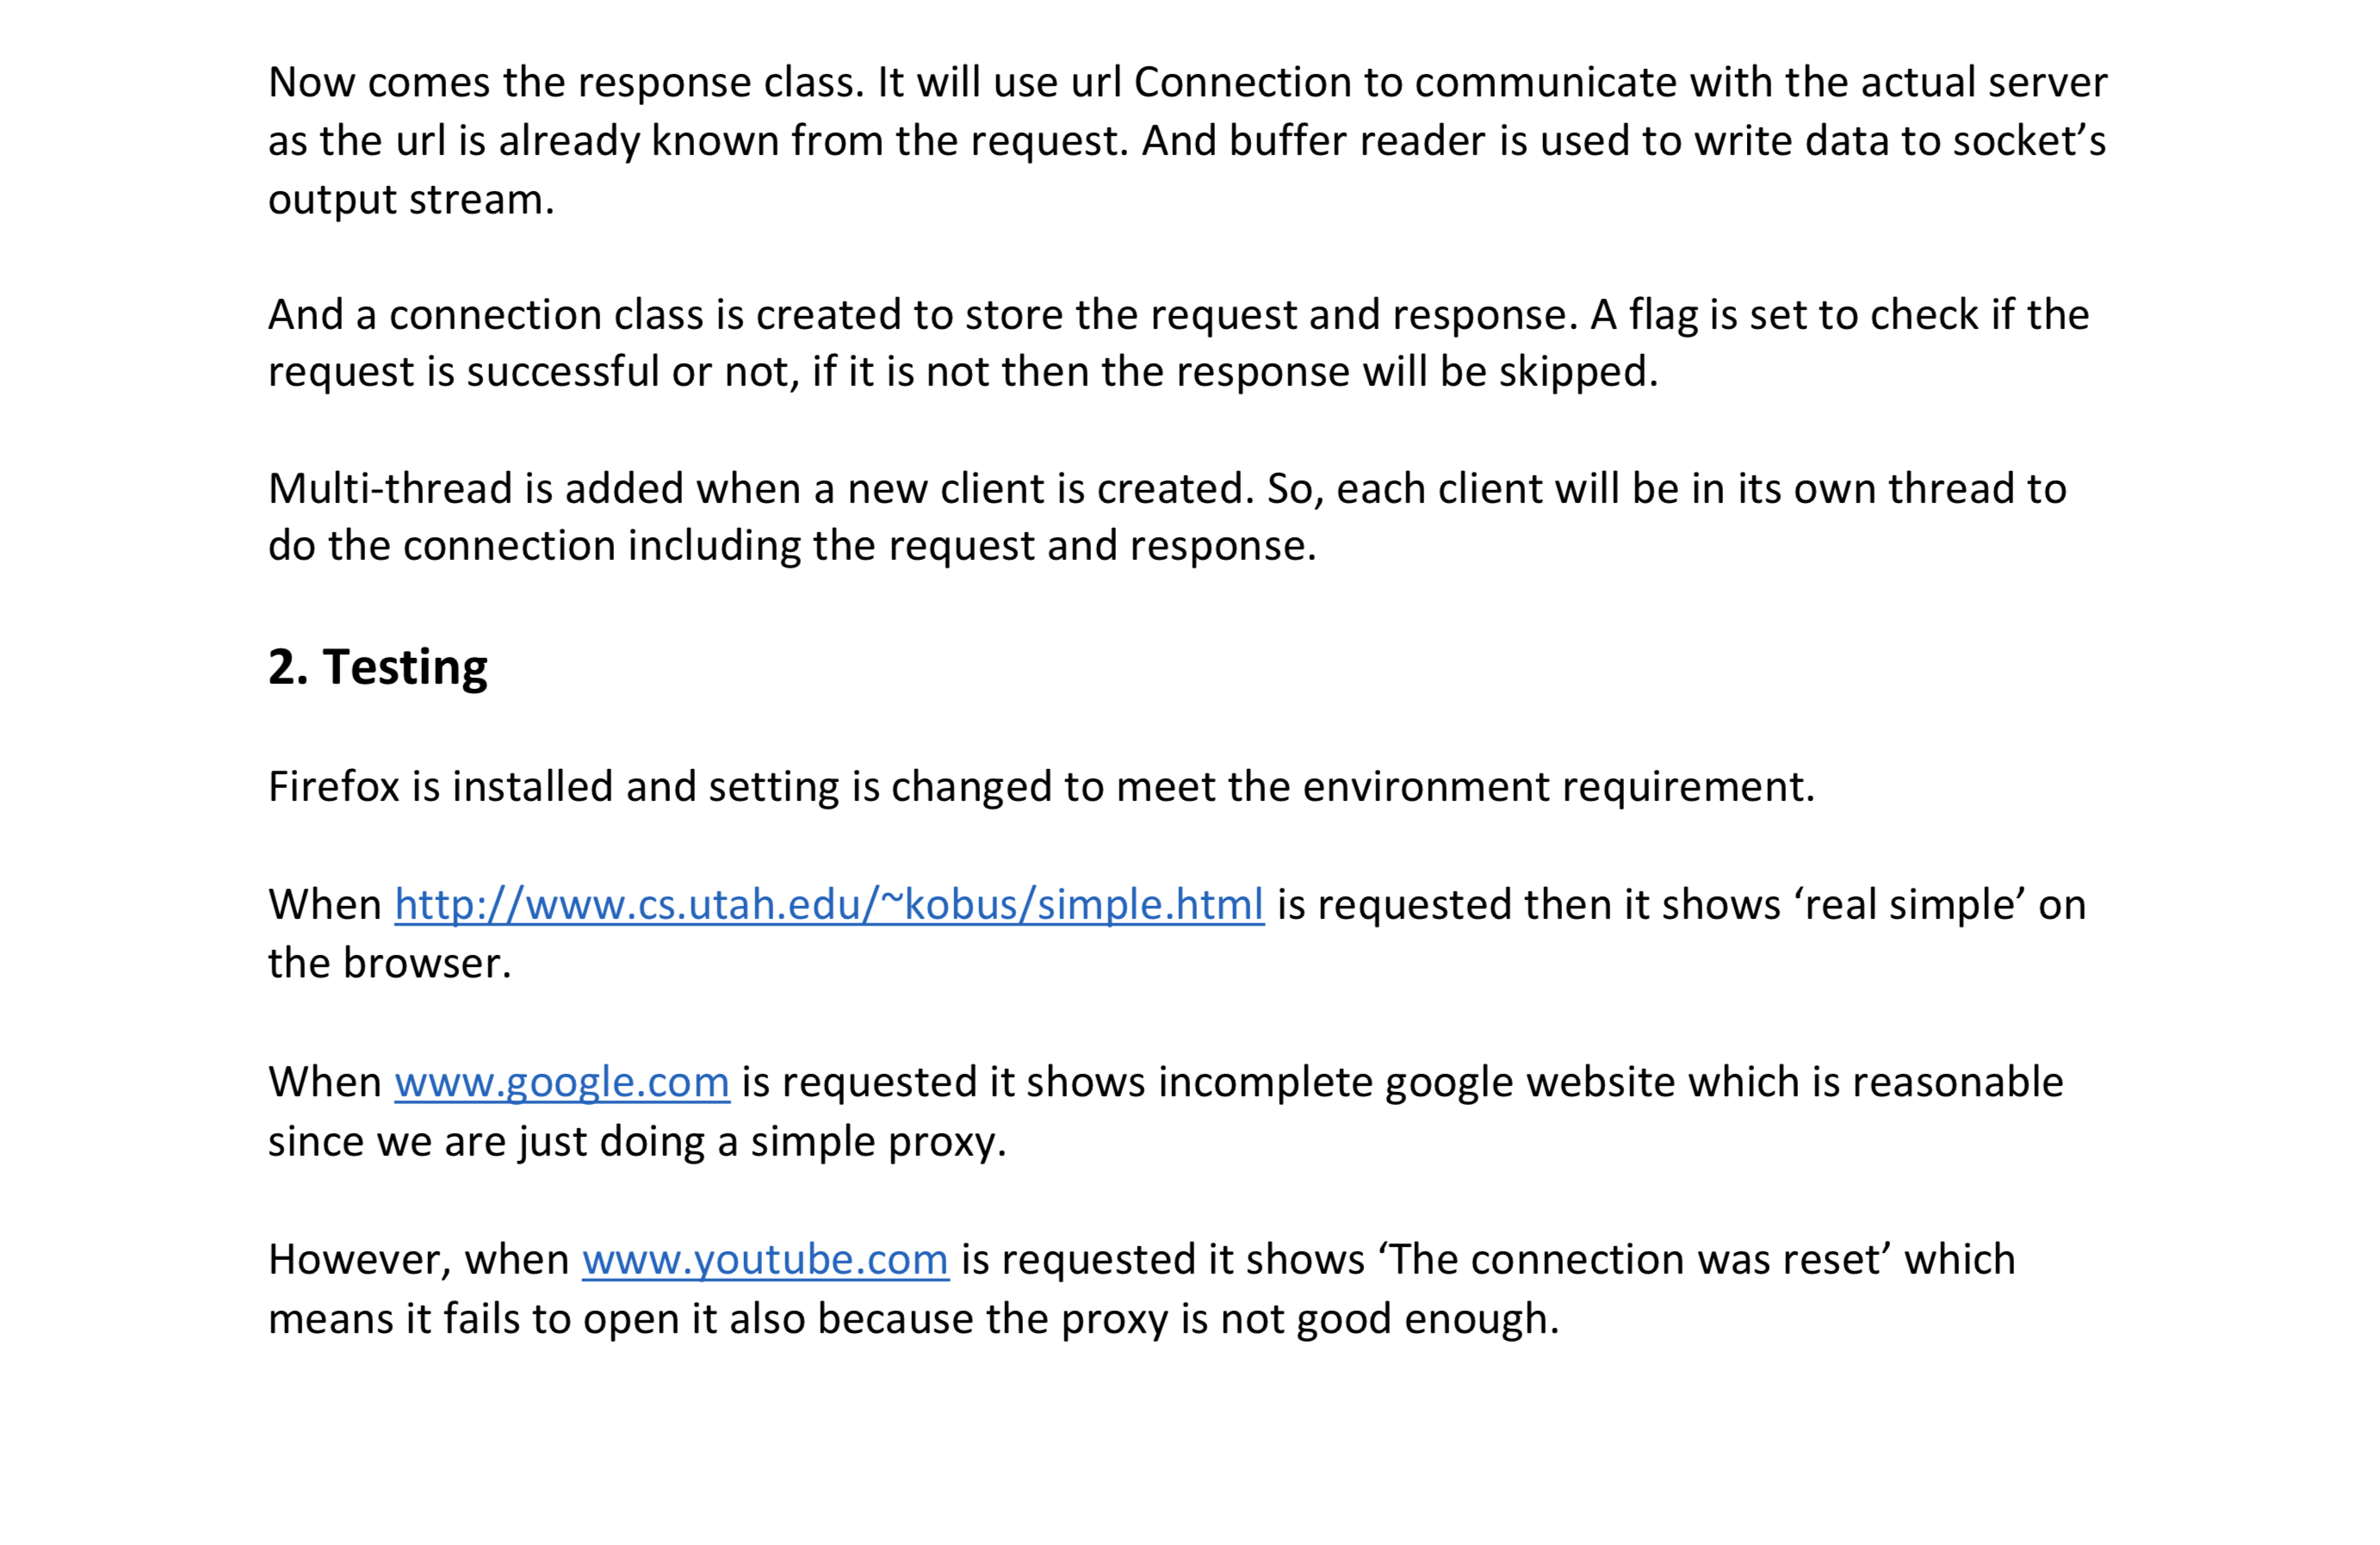 Now comes the response class. It will use url Connection to communicate with the actual server
as the url is already known from the request. And buffer reader is used to write data to socket’s
output stream.
And a connection class is created to store the request and response. A flag is set to check if the
request is successful or not, if it is not then the response will be skipped.
Multi-thread is added when a new client is created. So, each client will be in its own thread to
do the connection including the request and response.
2. Testing
Firefox is installed and setting is changed to meet the environment requirement.
When http://www.cs.utah.edu/~kobus/simple.html is requested then it shows ‘real simple’ on
the browser.
When www.google.com is requested it shows incomplete google website which is reasonable
since we are just doing a simple proxy.
However, when www.youtube.com is requested it shows ‘The connection was reset’ which
means it fails to open it also because the proxy is not good enough.